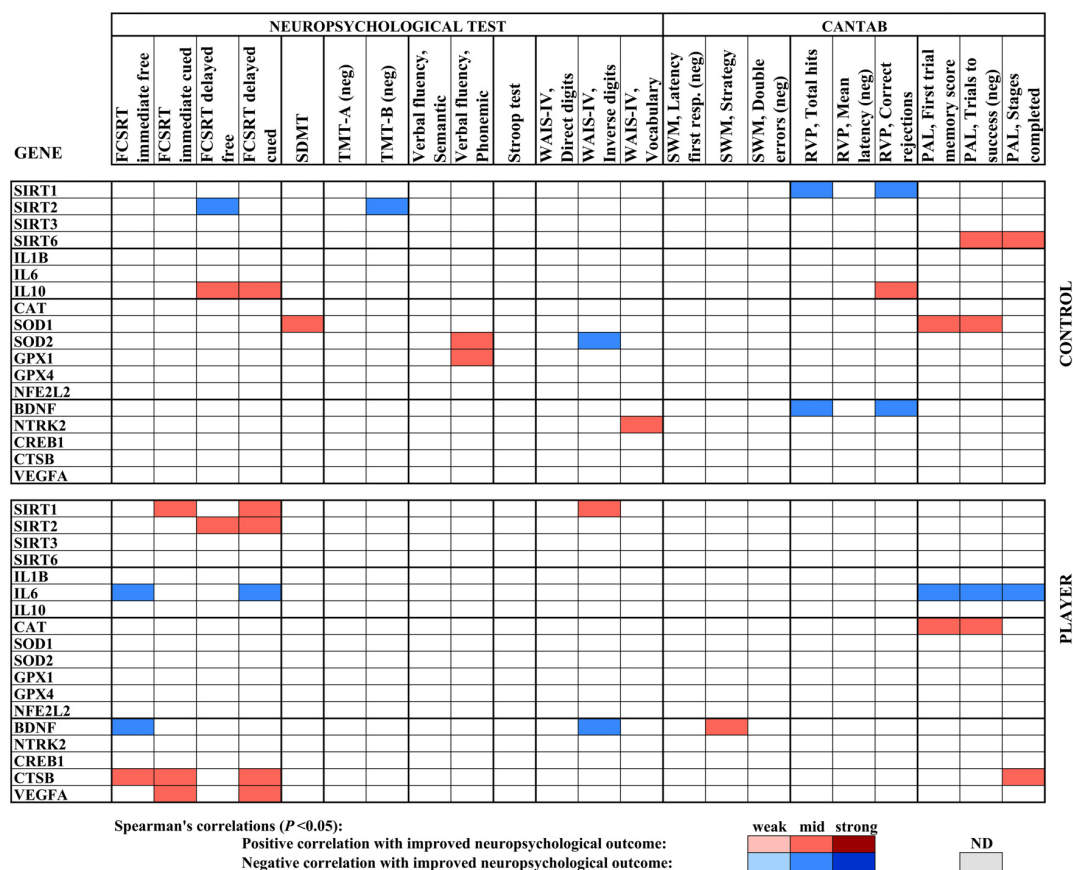 NEUROPSYCHOLOGICAL TEST
CANTAB
GENE
FCSRT
immediate free
FCSRT
immediate cued
FCSRT delayed
free
FCSRT delayed
cued
SDMT
TMT-A (neg)
TMT-B (neg)
Verbal fluency,
Semantic
Verbal fluency,
Phonemic
Stroop test
WAIS-IV,
Direct digits
WAIS-IV,
Inverse digits
WAIS-IV,
Vocabulary
SWM, Latency
first resp. (neg)
SWM, Strategy
SWM, Double
errors (neg)
RVP, Total hits
RVP, Mean
latency (neg)
RVP, Correct
rejections
PAL, First trial
memory score
PAL, Trials to
success (neg)
PAL, Stages
completed
SIRT1
SIRT2
SIRT3
SIRT6
IL1B
IL6
IL10
CAT
SOD1
SOD2
GPX1
GPX4
NFE2L2
BDNF
NTRK2
CREB1
CTSB
VEGFA
CONTROL
SIRT1
SIRT2
SIRT3
SIRT6
IL1B
IL6
IL10
CAT
SOD1
SOD2
GPX1
GPX4
NFE2L2
BDNF
NTRK2
CREB1
CTSB
VEGFA
PLAYER
Spearman's correlations (P<0.05):
weak mid strong
ND
Positive correlation with improved neuropsychological outcome:
Negative correlation with improved neuropsychological outcome: